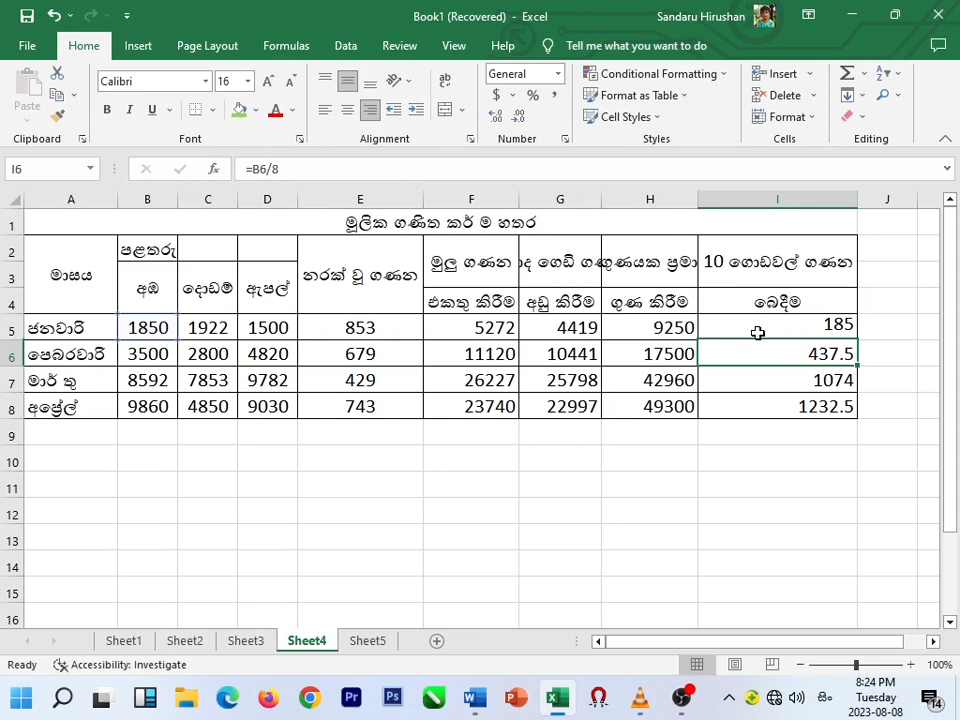 Book1 (Recovered) - Excel
Sandaru Hirushan
File Home Insert Page Layout Formulas Data Review View Help Tell me what you want to do
Paste
Calibri 16
B I U A
ab
General
$ % ,
Conditional Formatting
Format as Table
Cell Styles
Insert
Delete
Format
Clipboard Font Alignment Number Styles Cells Editing
I6 fx =B6/8
A B C D E F G H I J
1 මූලික ගණිත කර් ම හතර
2 පළතුරු
3 මාසය අඹ දොඩම් ඇපල් නරක් වූ ගණන මුලු ගණන ගුණයක ප්‍රමා 10 ගොඩවල් ගණන
4 එකතු කිරීම අඩු කිරීම ගුණ කිරීම බෙදීම
5 ජනවාරි 1850 1922 1500 853 5272 4419 9250 185
6 පෙබරවාරි 3500 2800 4820 679 11120 10441 17500 437.5
7 මාර් තු 8592 7853 9782 429 26227 25798 42960 1074
8 අප්‍රේල් 9860 4850 9030 743 23740 22997 49300 1232.5
9
10
11
12
13
14
15
16
Sheet1 Sheet2 Sheet3 Sheet4 Sheet5
Ready Accessibility: Investigate 100%
8:24 PM
Tuesday
2023-08-08
සිං
14